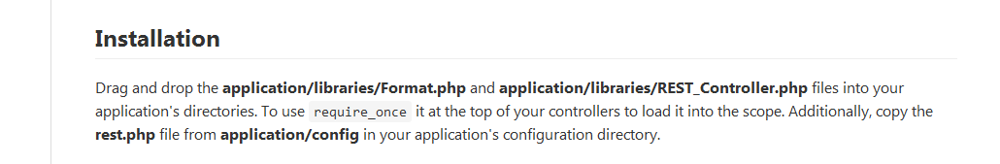 Installation
Drag and drop the application/libraries/Format.php and application/libraries/REST_Controller.php files into your
application's directories. To use require_once it at the top of your controllers to load it into the scope. Additionally, copy the
rest.php file from application/config in your application's configuration directory.